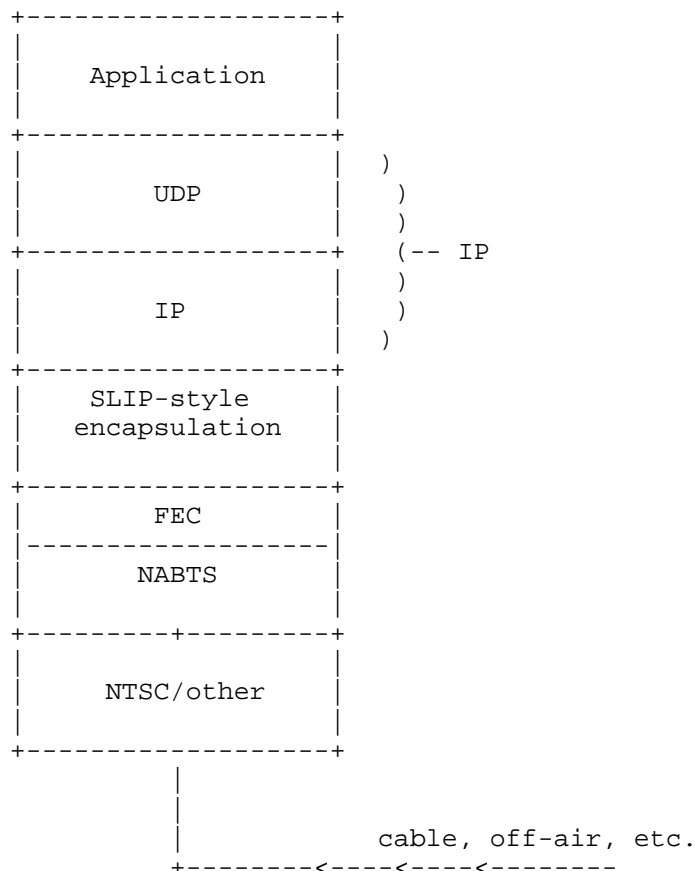 Application
UDP
(-- IP
IP
SLIP-style
encapsulation
FEC
NABTS
NTSC/other
cable, off-air, etc.